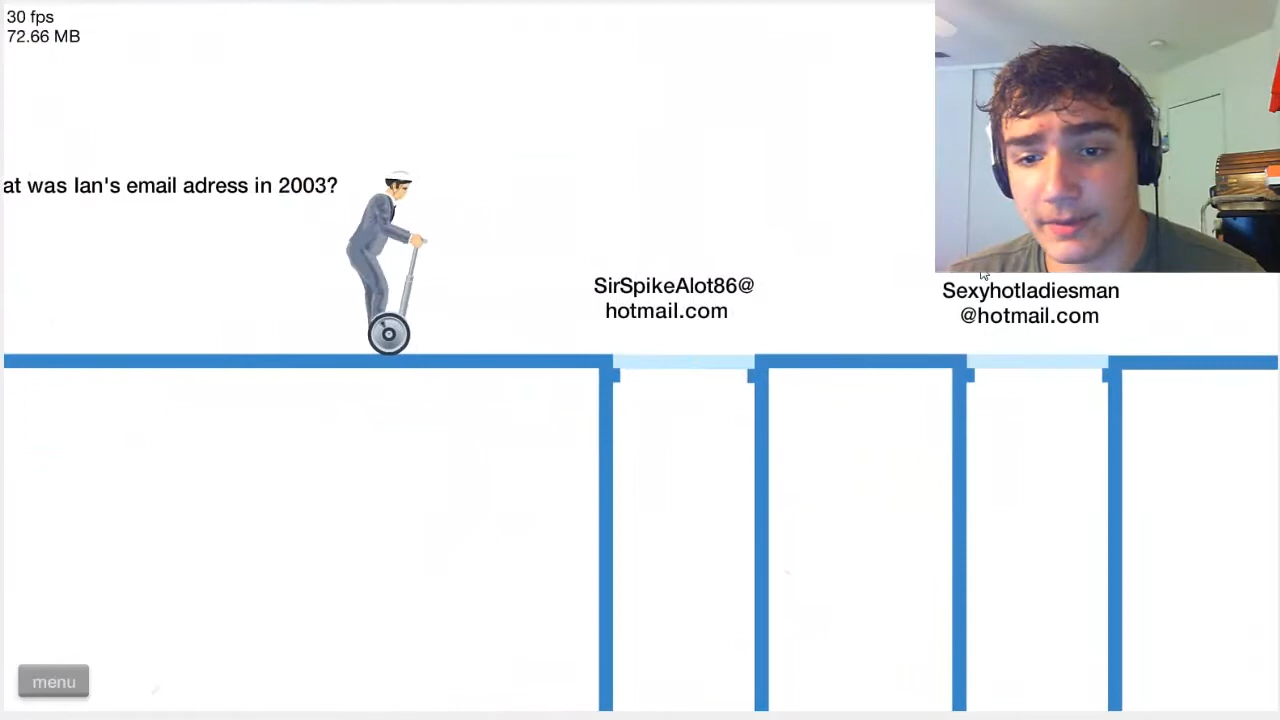 30 fps
72.66 MB
at was Ian's email adress in 2003?
SirSpikeAlot86@
hotmail.com
Sexyhotladiesman
@hotmail.com
menu